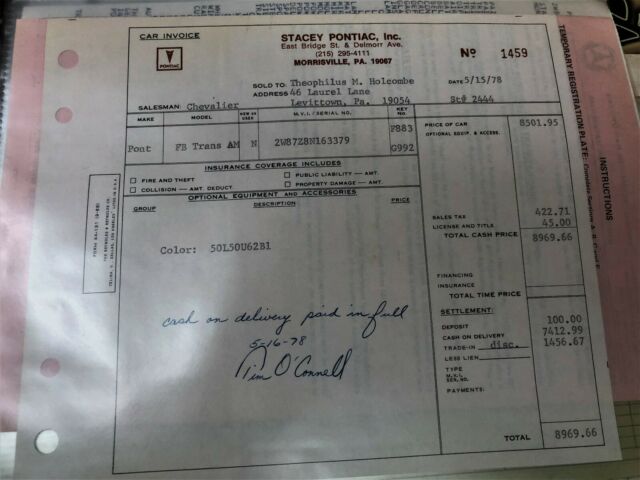 CAR INVOICE
PONTIAC
STACEY PONTIAC, Inc.
East Bridge St. & Delmorr Ave.
(215) 295-4111
MORRISVILLE, PA. 19067
Nº 1459
SOLD TO: Theophilus M. Holcombe
DATE 5/15/78
ADDRESS 46 Laurel Lane
Levittown, Pa. 19054
St# 2444
SALESMAN: Chevalier
MAKE MODEL NEW OR USED M.V.I./SERIAL NO. KEY NO.
Pont FB Trans AM N 2W87Z8N163379
F883
G992
PRICE OF CAR 8501.95
OPTIONAL EQUIP. & ACCESS.
INSURANCE COVERAGE INCLUDES
FIRE AND THEFT PUBLIC LIABILITY — AMT.
COLLISION — AMT. DEDUCT PROPERTY DAMAGE — AMT.
OPTIONAL EQUIPMENT AND ACCESSORIES
GROUP DESCRIPTION PRICE
Color: 50L50U62B1
SALES TAX 422.71
LICENSE AND TITLE 45.00
TOTAL CASH PRICE 8969.66
FINANCING
INSURANCE
TOTAL TIME PRICE
SETTLEMENT:
DEPOSIT 100.00
CASH ON DELIVERY 7412.99
TRADE-IN disc. 1456.67
LESS LIEN
TYPE
M.V.I.
SER. NO.
PAYMENTS:
TOTAL 8969.66
cash on delivery paid in full
5-16-78
Tim O'Connell
TEMPORARY REGISTRATION PLATE:
INSTRUCTIONS